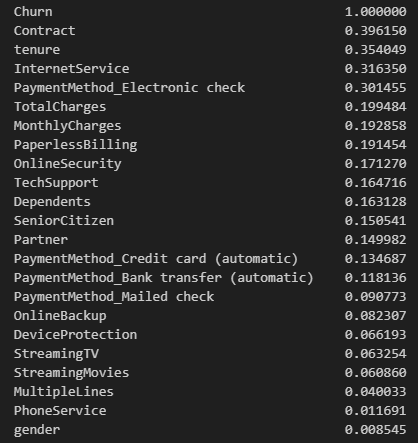 Churn 1.000000
Contract 0.396150
tenure 0.354049
InternetService 0.316350
PaymentMethod_Electronic check 0.301455
TotalCharges 0.199484
MonthlyCharges 0.192858
PaperlessBilling 0.191454
OnlineSecurity 0.171270
TechSupport 0.164716
Dependents 0.163128
SeniorCitizen 0.150541
Partner 0.149982
PaymentMethod_Credit card (automatic) 0.134687
PaymentMethod_Bank transfer (automatic) 0.118136
PaymentMethod_Mailed check 0.090773
OnlineBackup 0.082307
DeviceProtection 0.066193
StreamingTV 0.063254
StreamingMovies 0.060860
MultipleLines 0.040033
PhoneService 0.011691
gender 0.008545